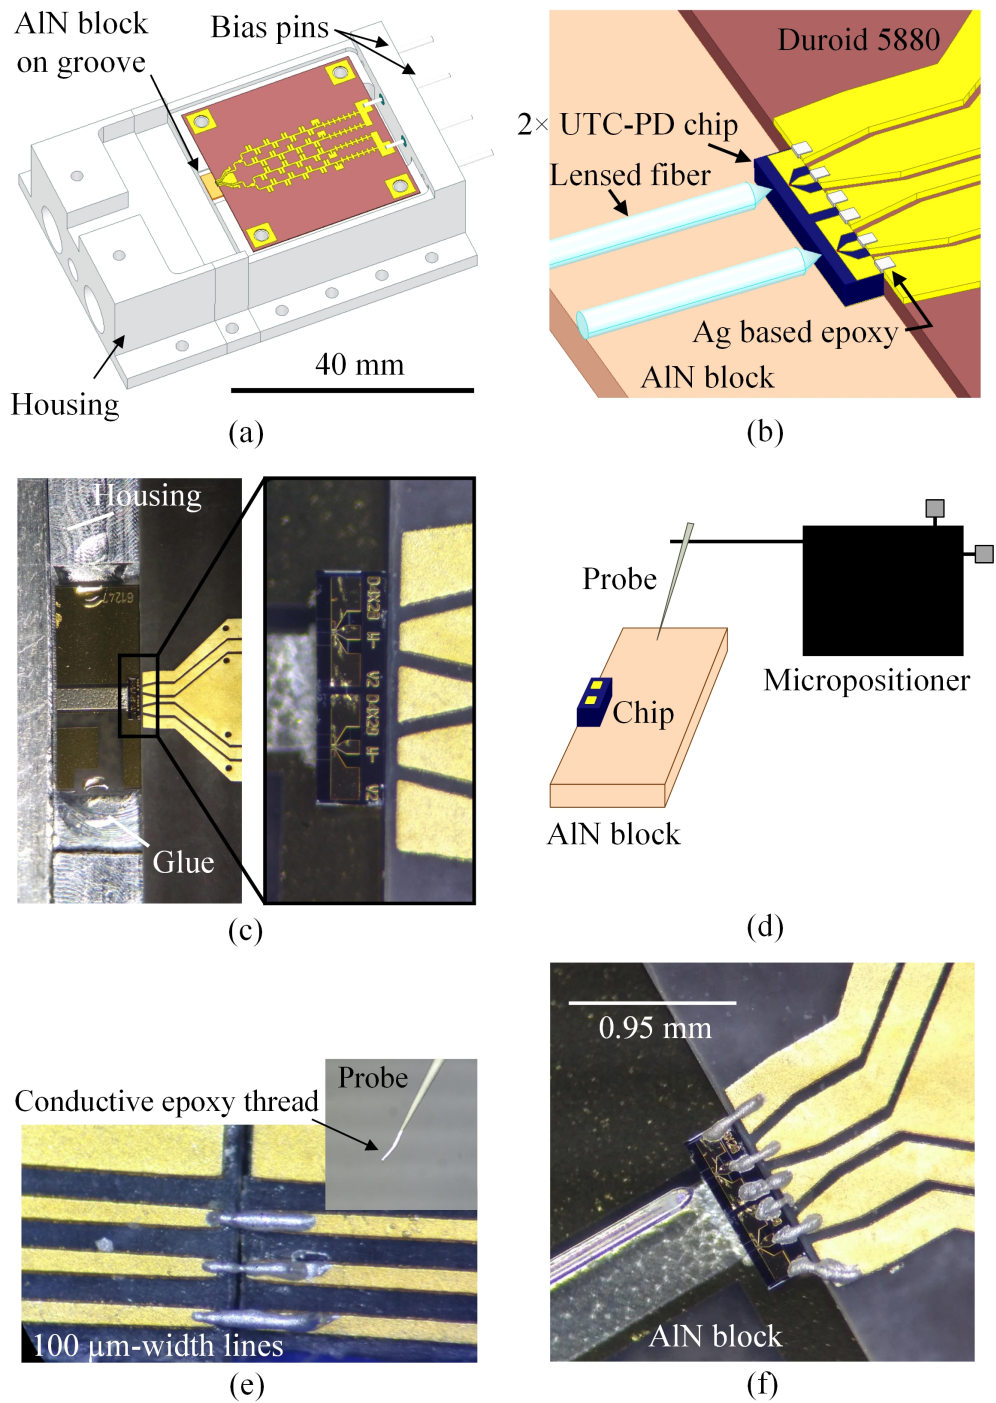 AlN block
on groove
Bias pins
Housing
40 mm
(a)
Duroid 5880
2× UTC-PD chip
Lensed fiber
Ag based epoxy
AlN block
(b)
Housing
61247
Glue
(c)
Probe
Chip
Micropositioner
AlN block
(d)
Probe
Conductive epoxy thread
100 µm-width lines
(e)
0.95 mm
AlN block
(f)